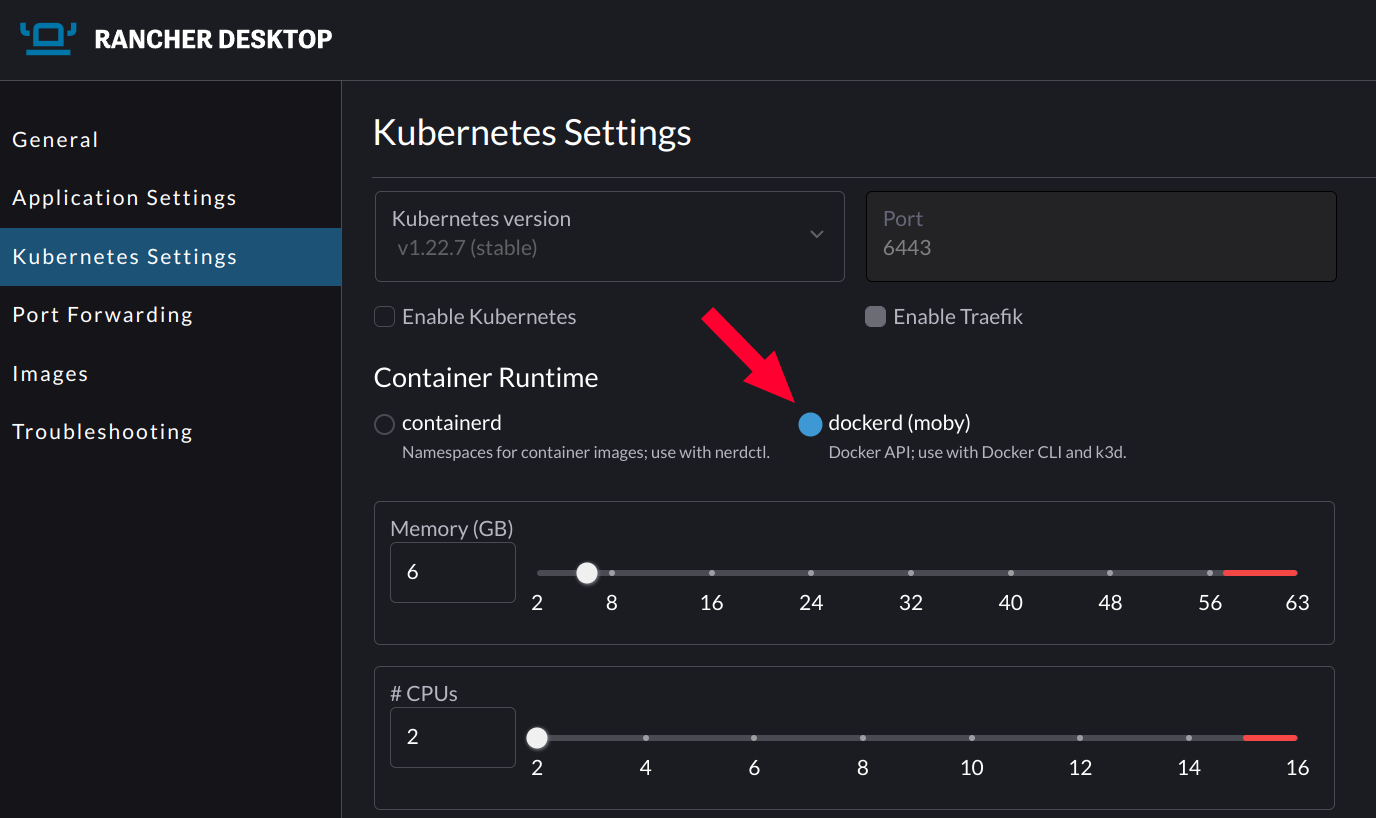 RANCHER DESKTOP
General
Application Settings
Kubernetes Settings
Port Forwarding
Images
Troubleshooting
Kubernetes Settings
Kubernetes version
v1.22.7 (stable)
Port
6443
Enable Kubernetes
Enable Traefik
Container Runtime
containerd
Namespaces for container images; use with nerdctl.
dockerd (moby)
Docker API; use with Docker CLI and k3d.
Memory (GB)
6
2 8 16 24 32 40 48 56 63
# CPUs
2
2 4 6 8 10 12 14 16